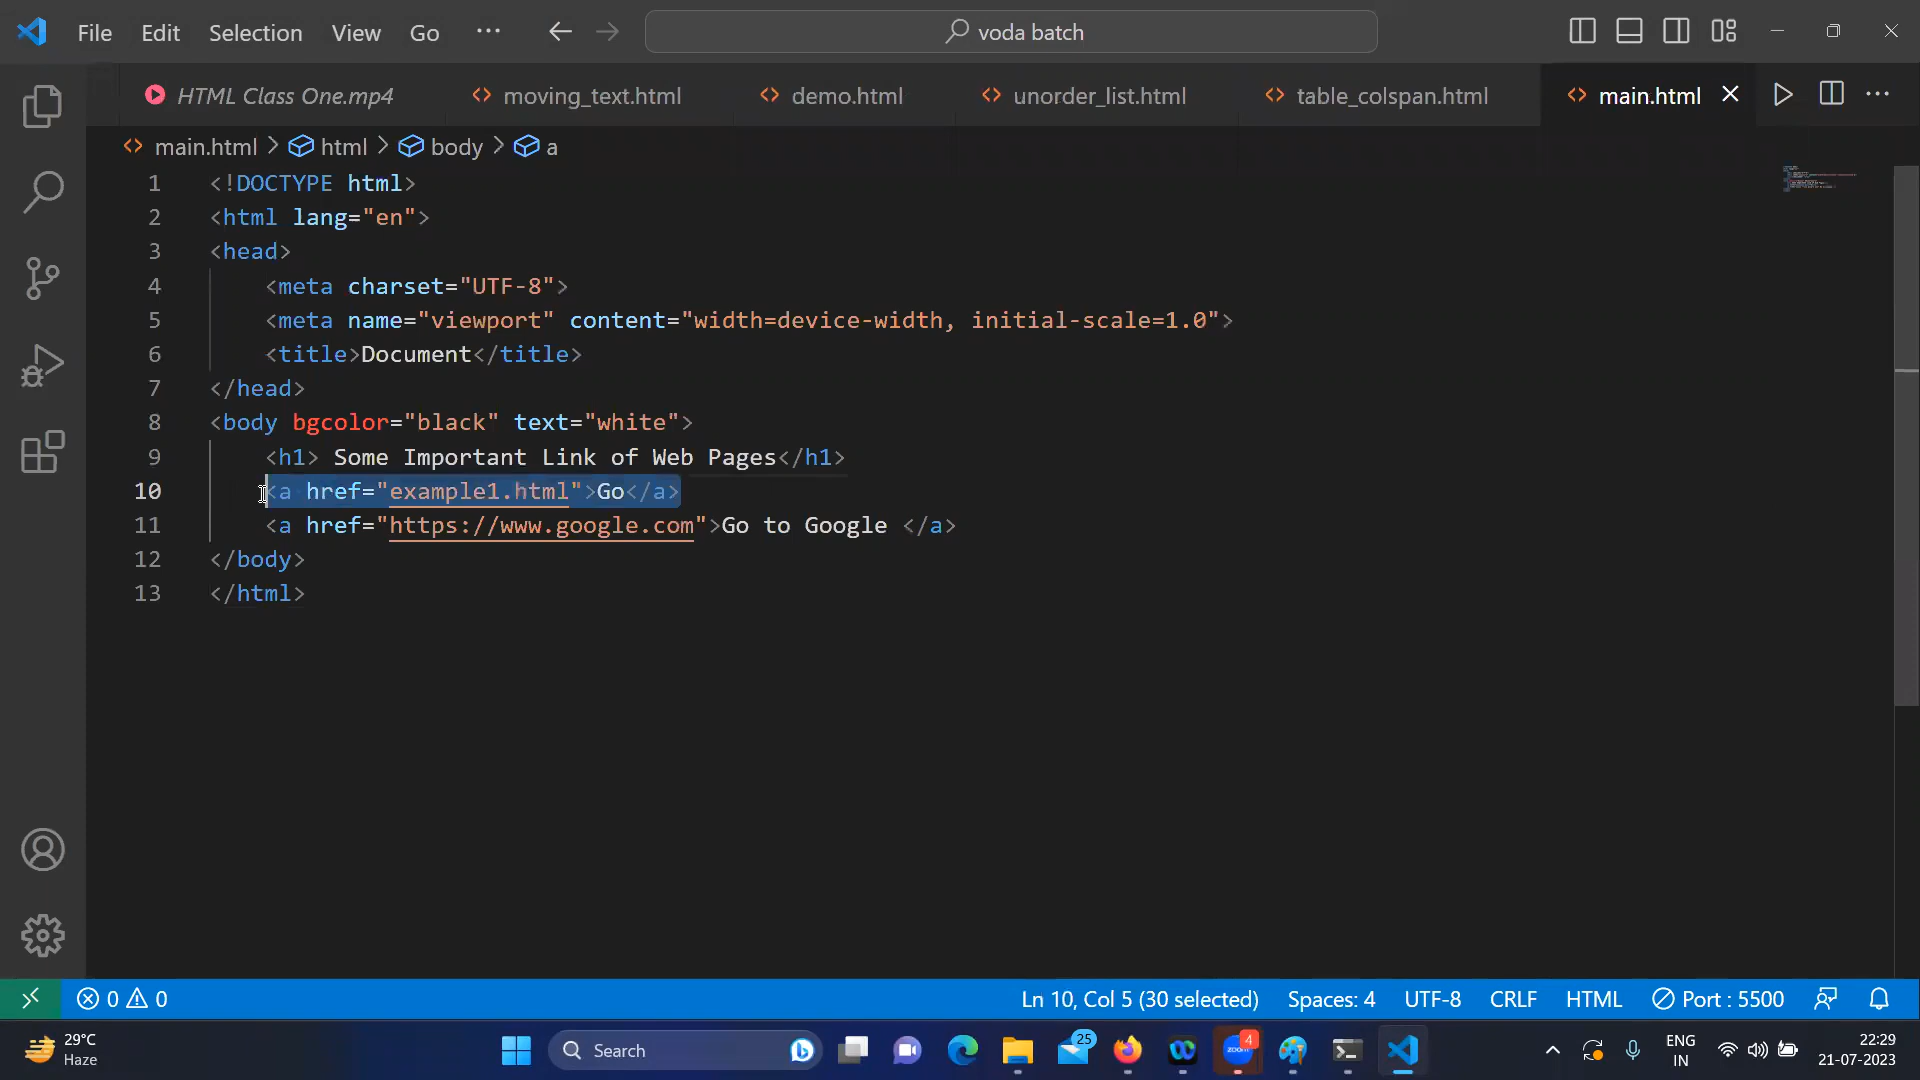 File Edit Selection View Go ··· voda batch
HTML Class One.mp4 moving_text.html demo.html unorder_list.html table_colspan.html main.html
main.html > html > body > a
1 <!DOCTYPE html>
2 <html lang="en">
3 <head>
4 <meta charset="UTF-8">
5 <meta name="viewport" content="width=device-width, initial-scale=1.0">
6 <title>Document</title>
7 </head>
8 <body bgcolor="black" text="white">
9 <h1> Some Important Link of Web Pages</h1>
10 <a href="example1.html">Go</a>
11 <a href="https://www.google.com">Go to Google </a>
12 </body>
13 </html>
0 0 Ln 10, Col 5 (30 selected) Spaces: 4 UTF-8 CRLF HTML Port : 5500
29°C
Haze
Search
25
zoom
4
ENG
IN
22:29
21-07-2023